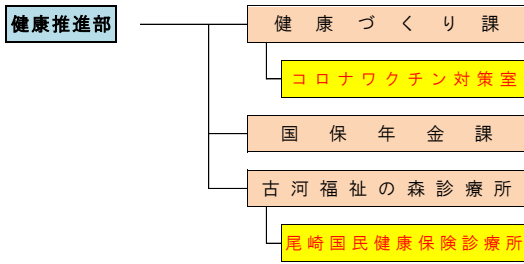 健康推進部
健康づくり課
コロナワクチン対策室
国保年金課
古河福祉の森診療所
尾崎国民健康保険診療所